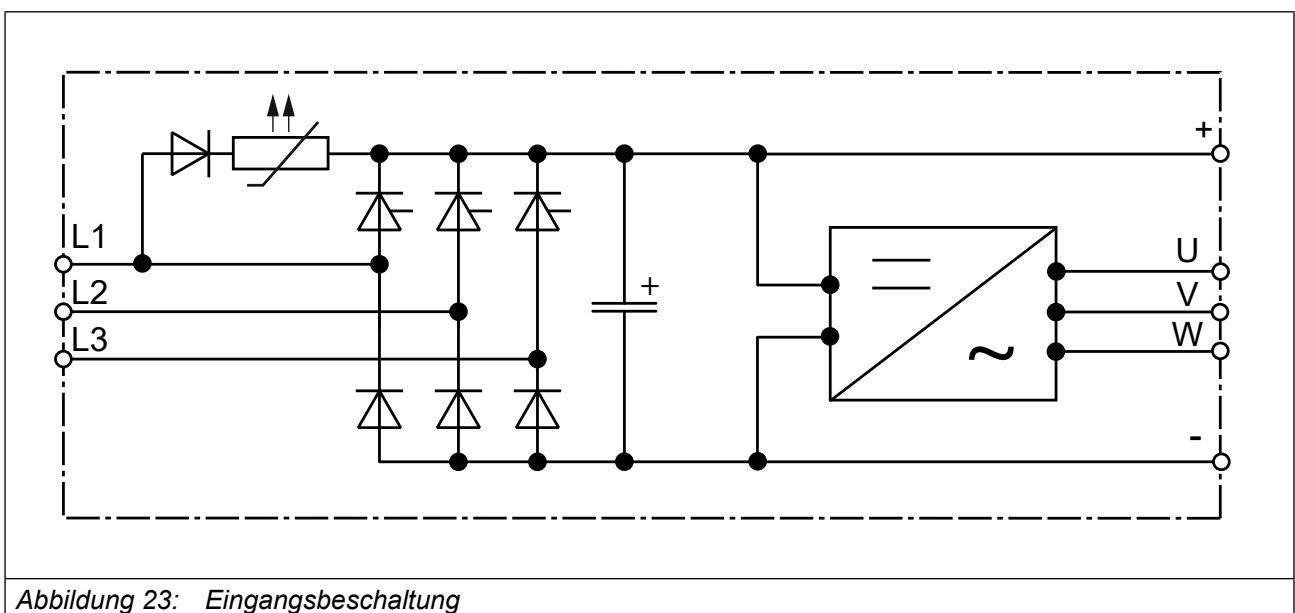 +
L1
U
L2
+
V
L3
W
~
-
Abbildung 23: Eingangsbeschaltung